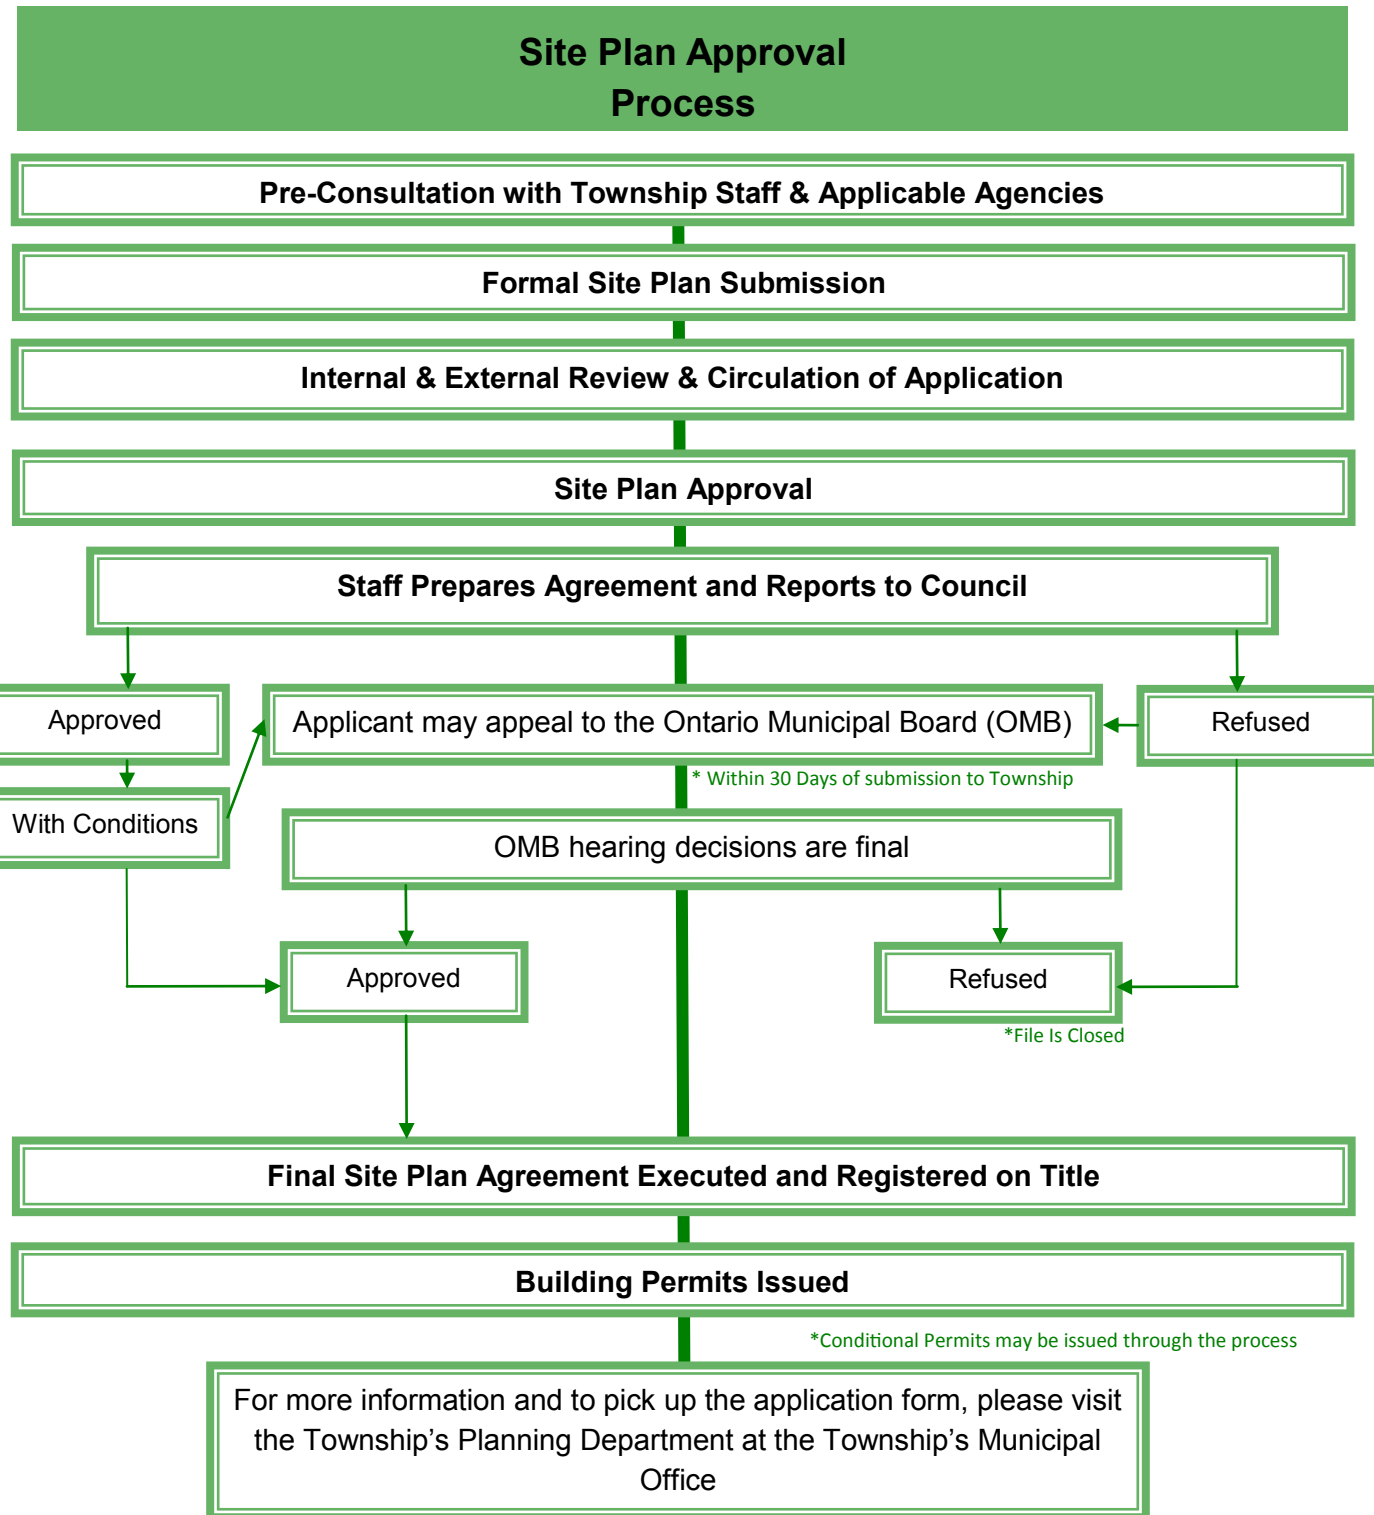 Site Plan Approval
Process
Pre-Consultation with Township Staff & Applicable Agencies
Formal Site Plan Submission
Internal & External Review & Circulation of Application
Site Plan Approval
Staff Prepares Agreement and Reports to Council
Approved
Applicant may appeal to the Ontario Municipal Board (OMB)
Refused
* Within 30 Days of submission to Township
With Conditions
OMB hearing decisions are final
Approved
Refused
*File Is Closed
Final Site Plan Agreement Executed and Registered on Title
Building Permits Issued
*Conditional Permits may be issued through the process
For more information and to pick up the application form, please visit
the Township’s Planning Department at the Township’s Municipal
Office